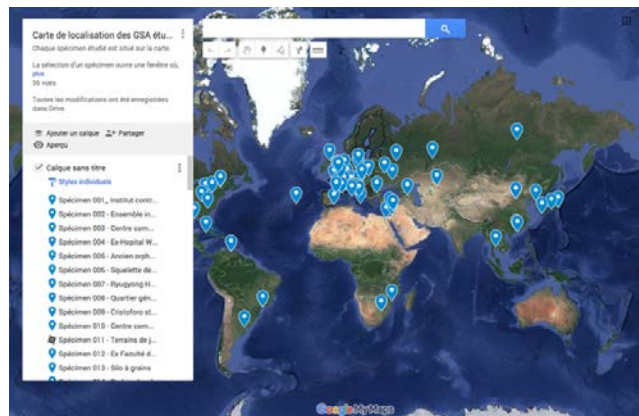 Carte de localisation des GSA étu...
Chaque spécimen étudié est situé sur la carte.
La sélection d'un spécimen ouvre une fenêtre où,
plus
36 vues
Toutes les modifications ont été enregistrées
dans Drive.
Ajouter un calque Partager
Aperçu
Calque sans titre
Styles individuels
Spécimen 001_ Institut contr...
Spécimen 002 - Ensemble in...
Spécimen 003 - Centre com...
Spécimen 004 - Ex-Hopital W...
Spécimen 005 - Ancien orph...
Spécimen 006 - Squelette de...
Spécimen 007 - Ryugyong H...
Spécimen 008 - Quartier gén...
Spécimen 009 - Cristoforo st...
Spécimen 010 - Centre com...
Spécimen 011 - Terrains de j...
Spécimen 012 - Ex Faculté d...
Spécimen 013 - Silo à grains
Google My Maps